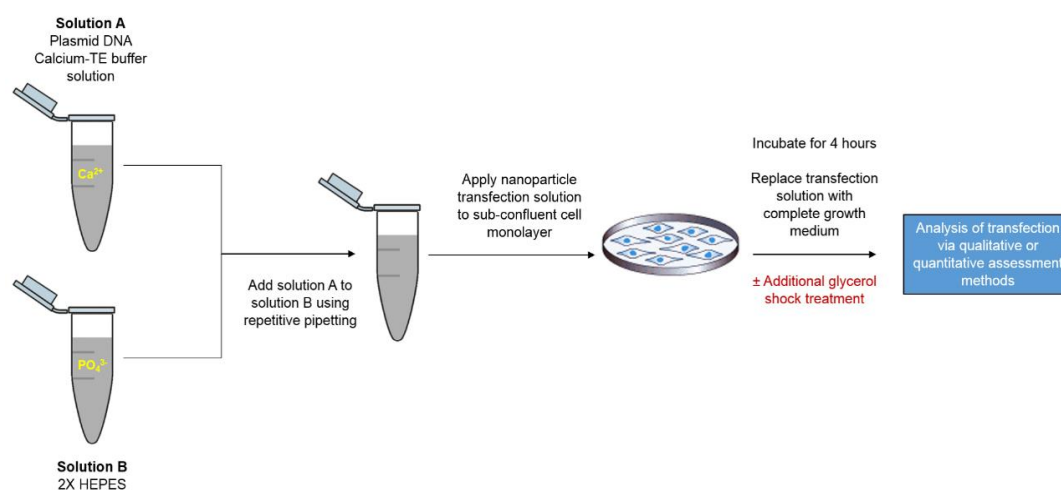 Solution A
Plasmid DNA
Calcium-TE buffer
solution
Ca²⁺
PO₄³⁻
Solution B
2X HEPES
Add solution A to
solution B using
repetitive pipetting
Apply nanoparticle
transfection solution
to sub-confluent cell
monolayer
Incubate for 4 hours
Replace transfection
solution with
complete growth
medium
± Additional glycerol
shock treatment
Analysis of transfection
via qualitative or
quantitative assessment
methods